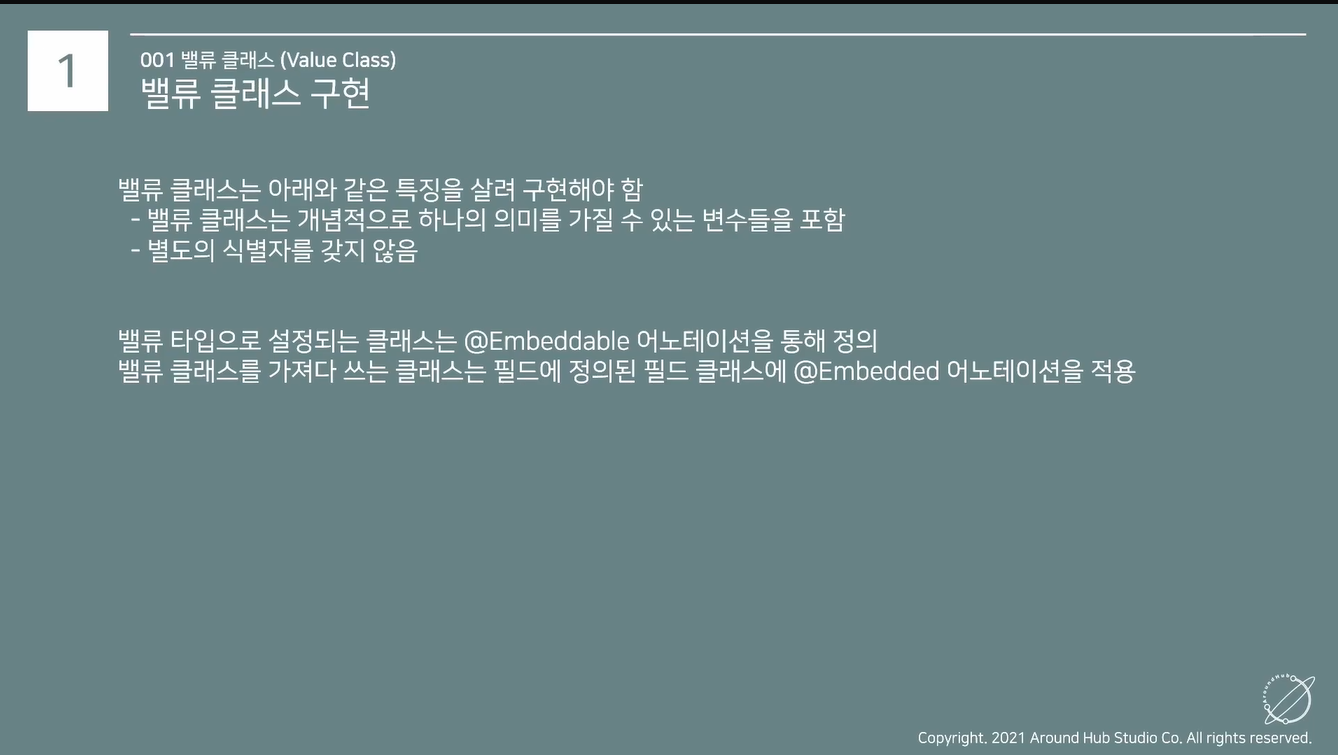 1
001 밸류 클래스 (Value Class)
밸류 클래스 구현
밸류 클래스는 아래와 같은 특징을 살려 구현해야 함
- 밸류 클래스는 개념적으로 하나의 의미를 가질 수 있는 변수들을 포함
- 별도의 식별자를 갖지 않음
밸류 타입으로 설정되는 클래스는 @Embeddable 어노테이션을 통해 정의
밸류 클래스를 가져다 쓰는 클래스는 필드에 정의된 필드 클래스에 @Embedded 어노테이션을 적용
AroundHub
Copyright. 2021 Around Hub Studio Co. All rights reserved.